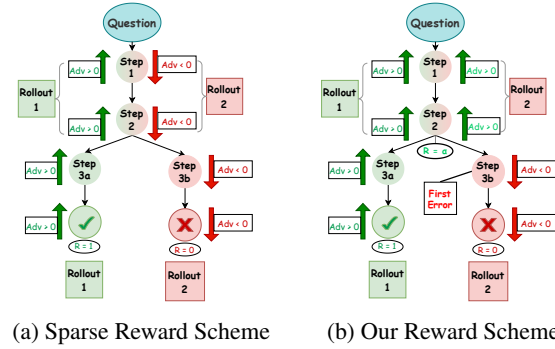 Question
Adv > 0
Step
1
Adv < 0
Rollout
1
Rollout
2
Adv > 0
Step
2
Adv < 0
Adv > 0
Step
3a
Step
3b
Adv < 0
Adv > 0
Adv < 0
R = 1
R = 0
Rollout
1
Rollout
2
(a) Sparse Reward Scheme
Question
Adv > 0
Step
1
Adv > 0
Rollout
1
Rollout
2
Adv > 0
Step
2
Adv > 0
R = α
Adv > 0
Step
3a
Step
3b
Adv < 0
First
Error
Adv > 0
Adv < 0
R = 1
R = 0
Rollout
1
Rollout
2
(b) Our Reward Scheme